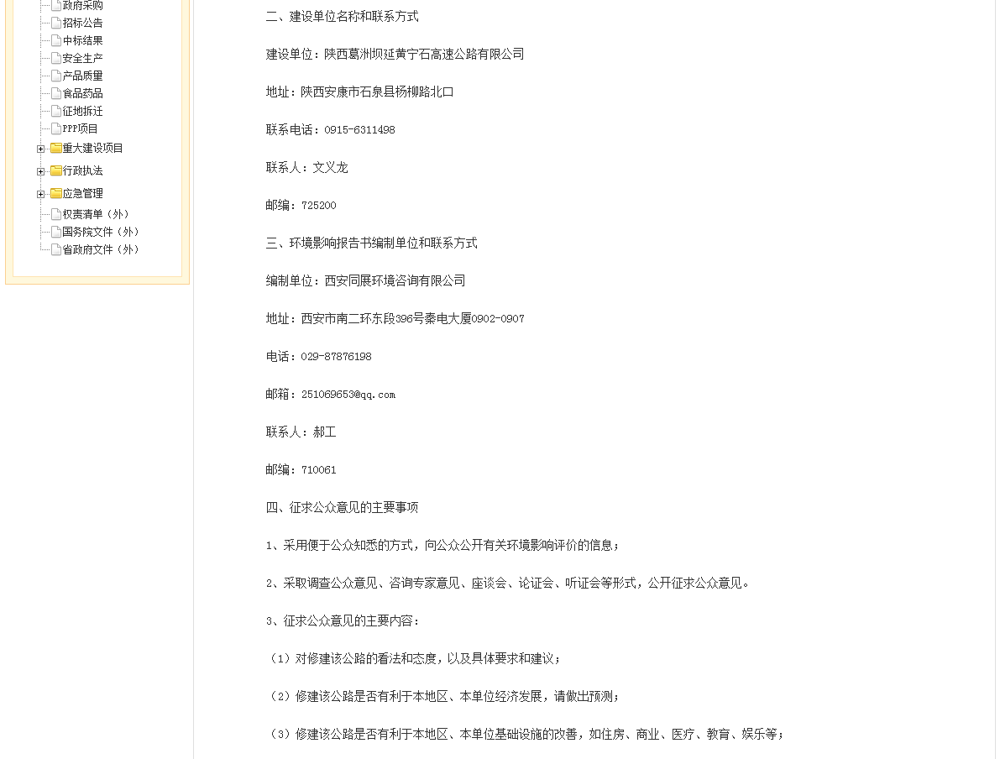 政府采购
招标公告
中标结果
安全生产
产品质量
食品药品
征地拆迁
PPP项目
重大建设项目
行政执法
应急管理
权责清单（外）
国务院文件（外）
省政府文件（外）
二、建设单位名称和联系方式
建设单位：陕西葛洲坝延黄宁石高速公路有限公司
地址：陕西安康市石泉县杨柳路北口
联系电话：0915-6311498
联系人：文义龙
邮编：725200
三、环境影响报告书编制单位和联系方式
编制单位：西安同展环境咨询有限公司
地址：西安市南二环东段396号秦电大厦0902-0907
电话：029-87876198
邮箱：251069653@qq.com
联系人：郝工
邮编：710061
四、征求公众意见的主要事项
1、采用便于公众知悉的方式，向公众公开有关环境影响评价的信息；
2、采取调查公众意见、咨询专家意见、座谈会、论证会、听证会等形式，公开征求公众意见。
3、征求公众意见的主要内容：
（1）对修建该公路的看法和态度，以及具体要求和建议；
（2）修建该公路是否有利于本地区、本单位经济发展，请做出预测；
（3）修建该公路是否有利于本地区、本单位基础设施的改善，如住房、商业、医疗、教育、娱乐等；